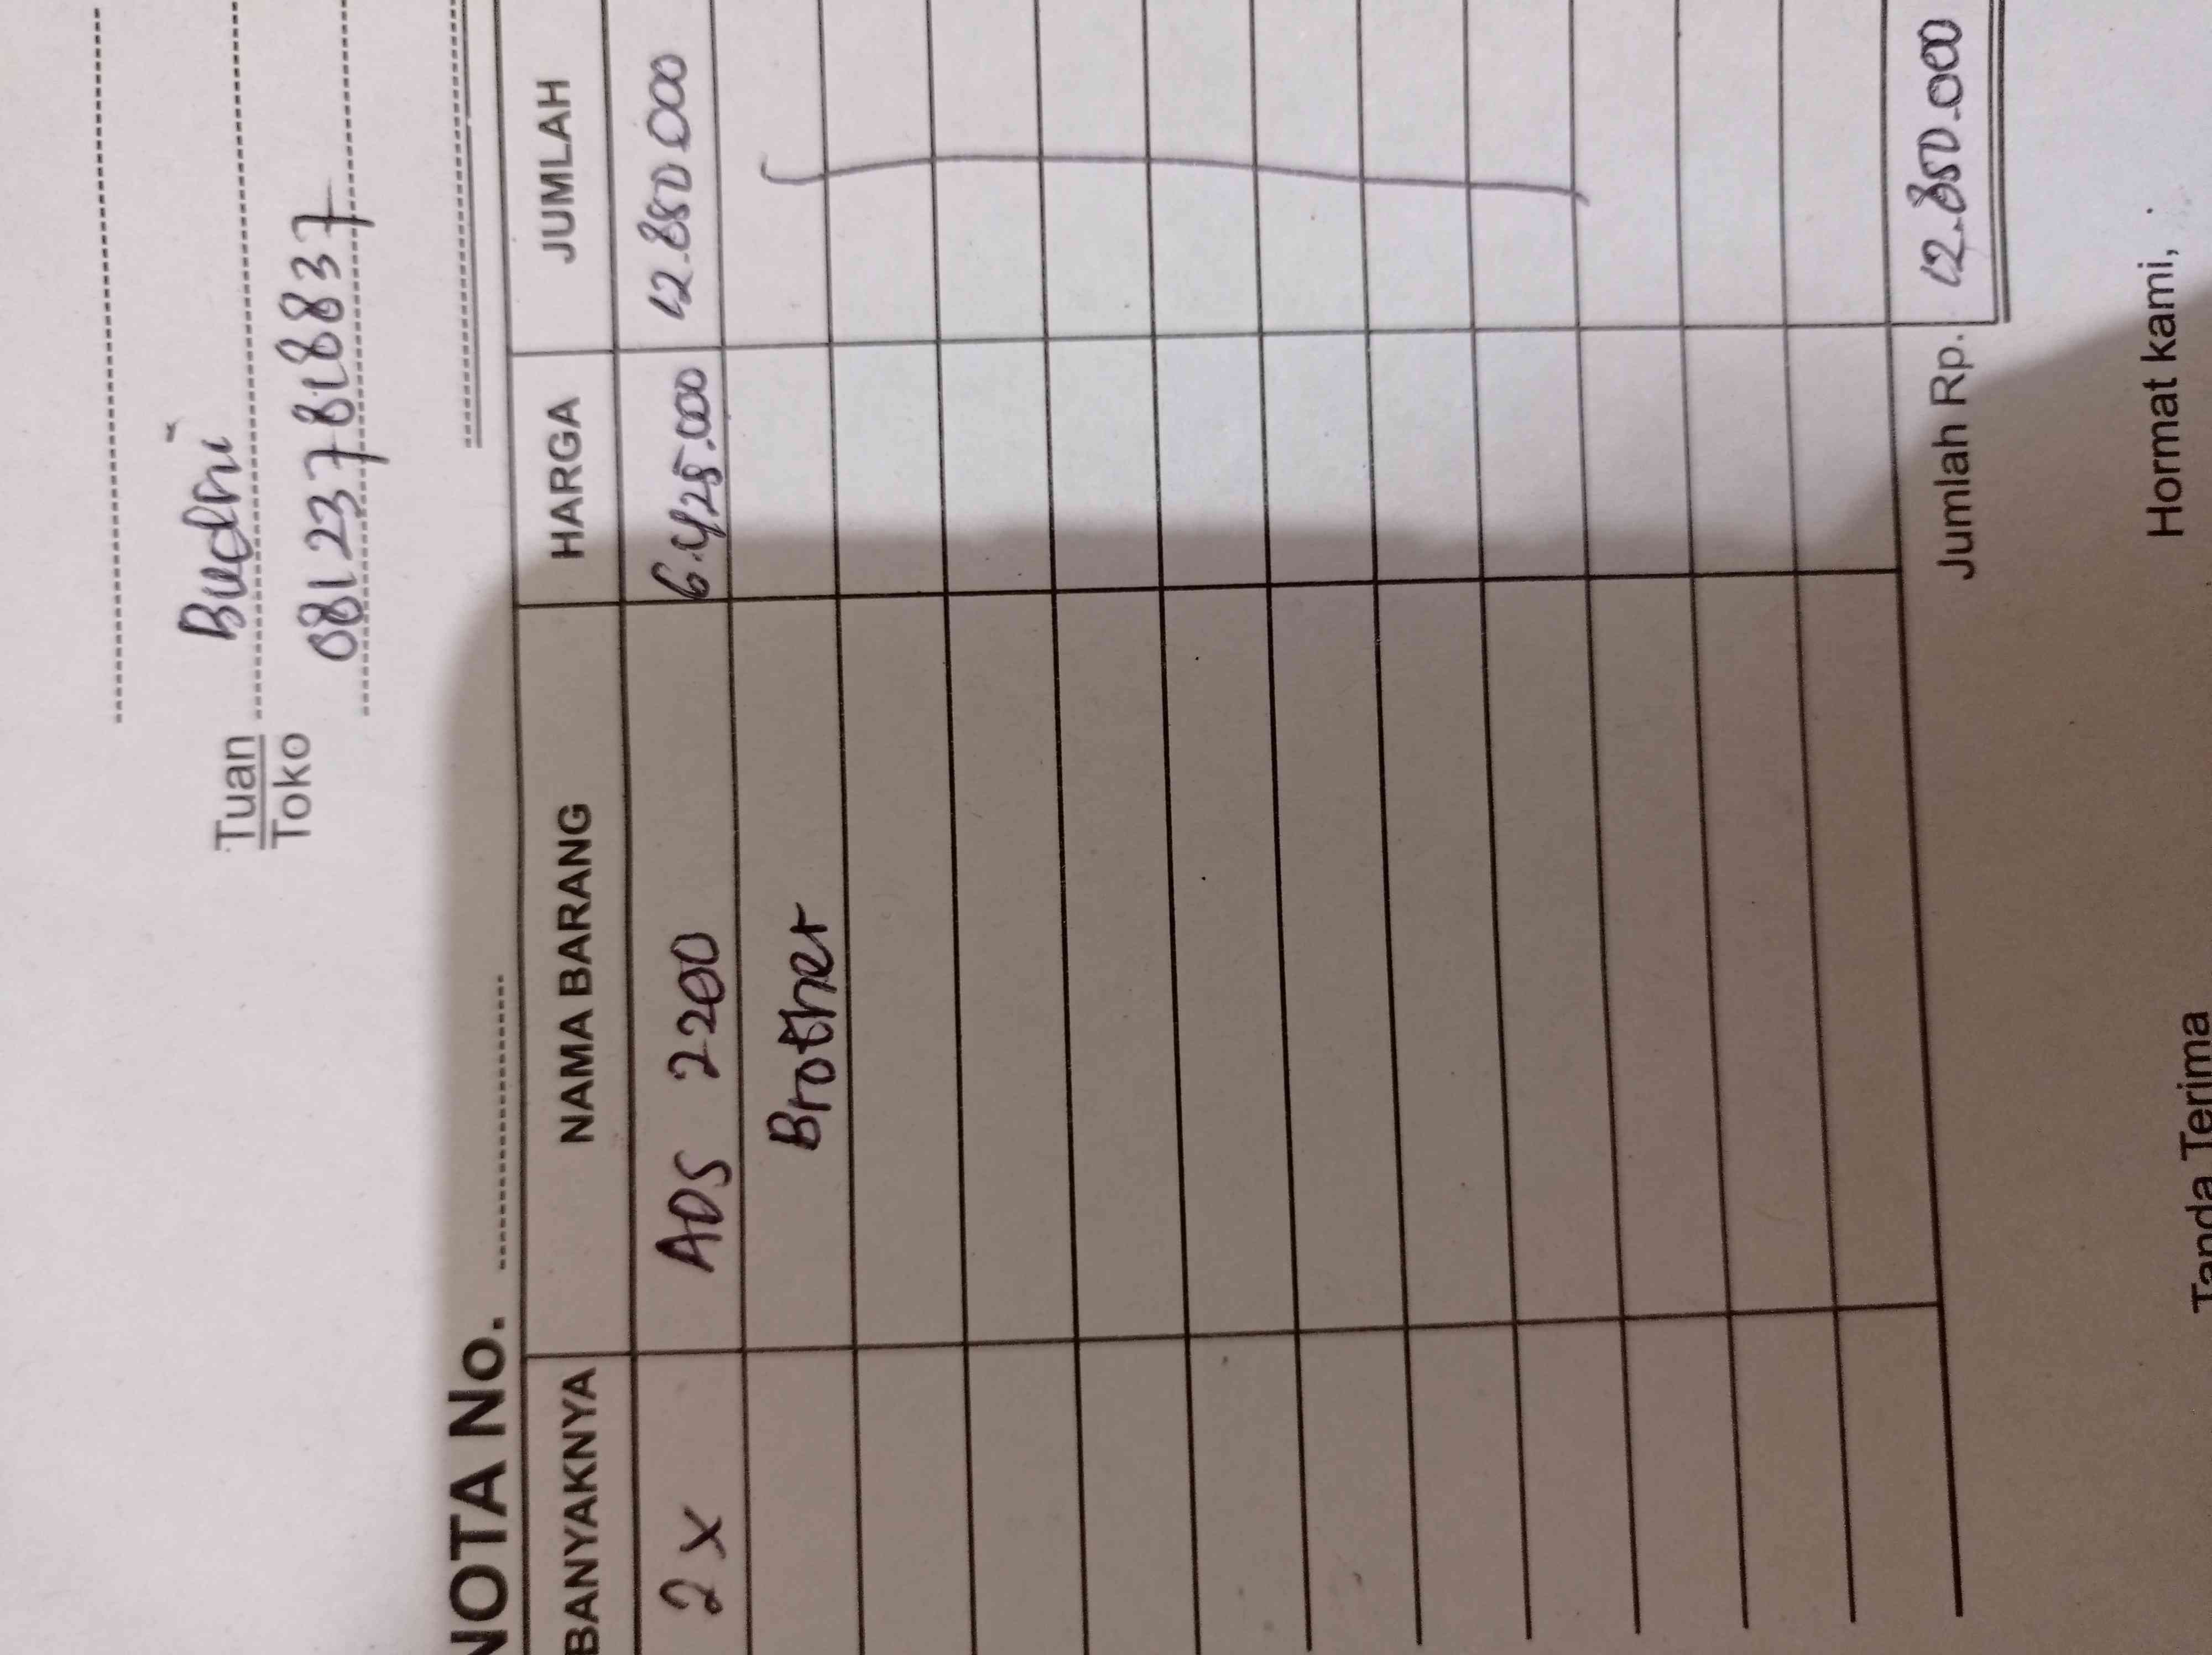 Tuan Budhi
Toko 081237818837
NOTA No.
BANYAKNYA NAMA BARANG HARGA JUMLAH
2x ADS 2200 6.425.000 12.850 000
Brother
Jumlah Rp. 12.850.000
Tanda Terima Hormat kami,